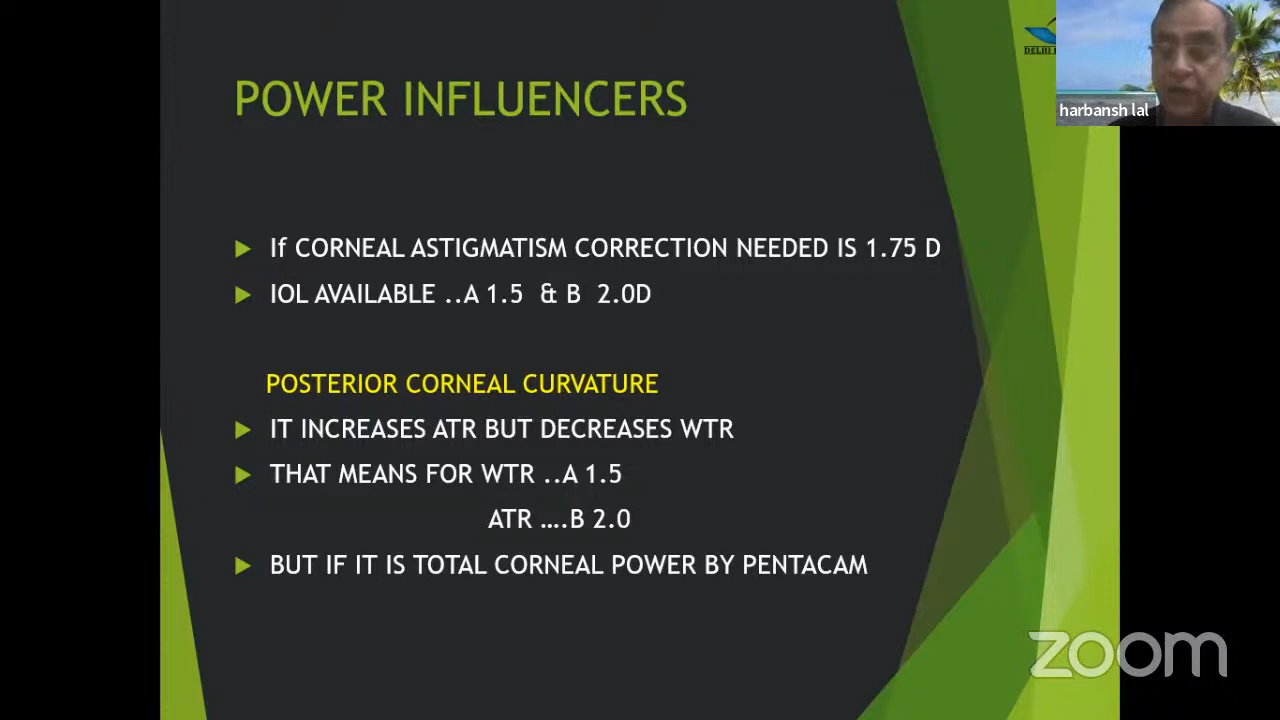 POWER INFLUENCERS
If CORNEAL ASTIGMATISM CORRECTION NEEDED IS 1.75 D
IOL AVAILABLE ..A 1.5 & B 2.0D
POSTERIOR CORNEAL CURVATURE
IT INCREASES ATR BUT DECREASES WTR
THAT MEANS FOR WTR ..A 1.5
ATR ....B 2.0
BUT IF IT IS TOTAL CORNEAL POWER BY PENTACAM
DELHI
harbansh lal
zoom